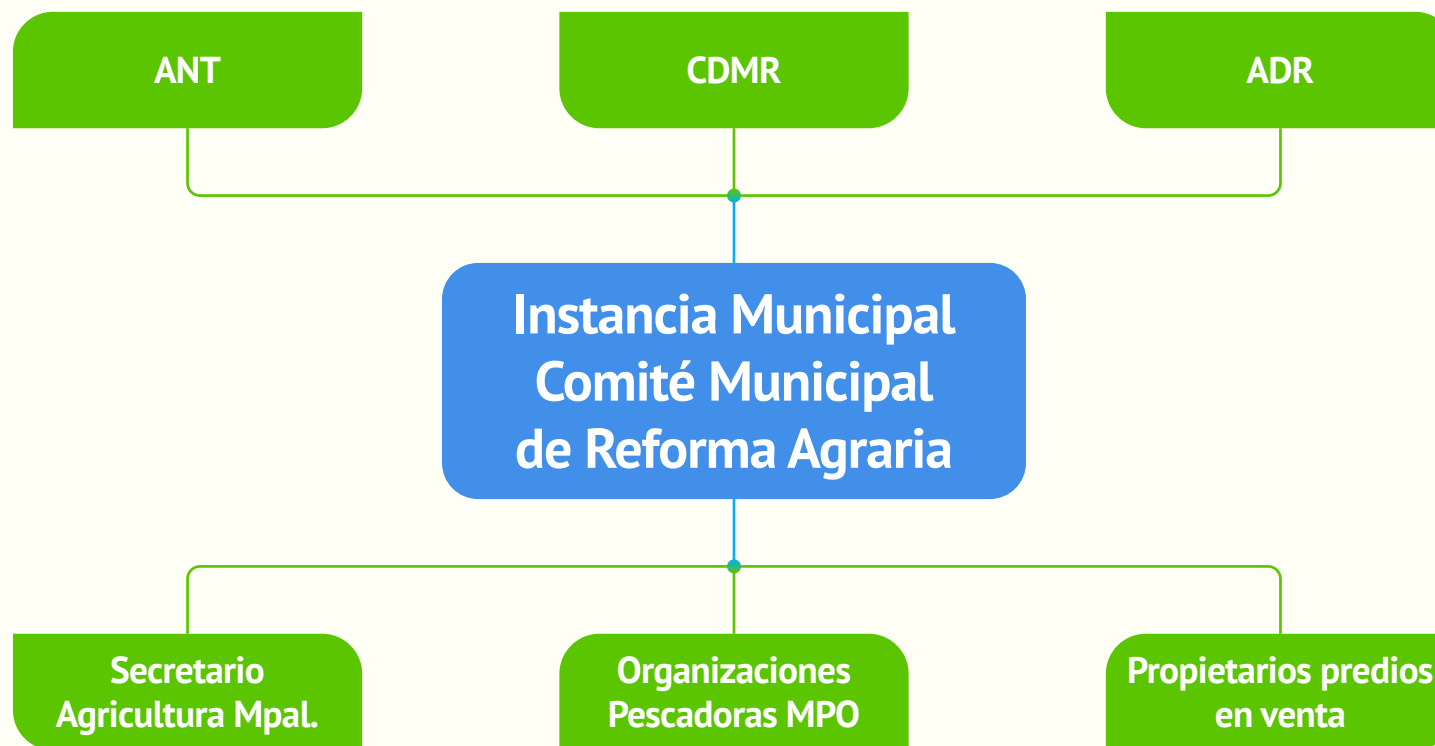 ANT
CDMR
ADR
Instancia Municipal
Comité Municipal
de Reforma Agraria
Secretario
Agricultura Mpal.
Organizaciones
Pescadoras MPO
Propietarios predios
en venta